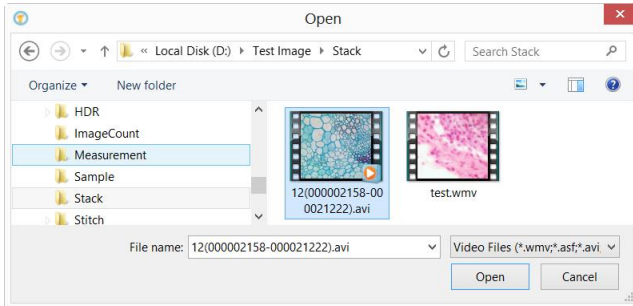 Open
« Local Disk (D:) Test Image Stack
Search Stack
Organize New folder
HDR
ImageCount
Measurement
Sample
Stack
Stitch
12(000002158-00
0021222).avi
test.wmv
File name: 12(000002158-000021222).avi Video Files (*.wmv;*.asf;*.avi;
Open Cancel